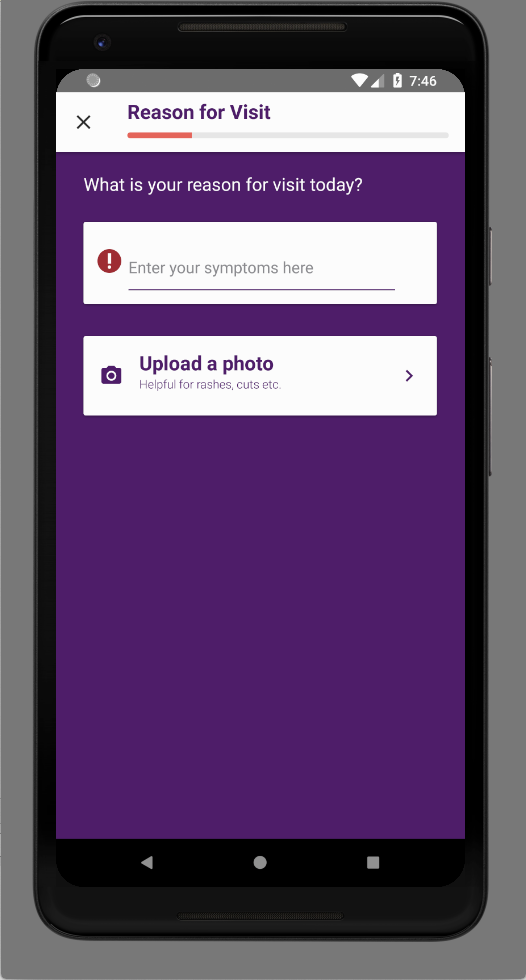 7:46
Reason for Visit
What is your reason for visit today?
Enter your symptoms here
Upload a photo
Helpful for rashes, cuts etc.